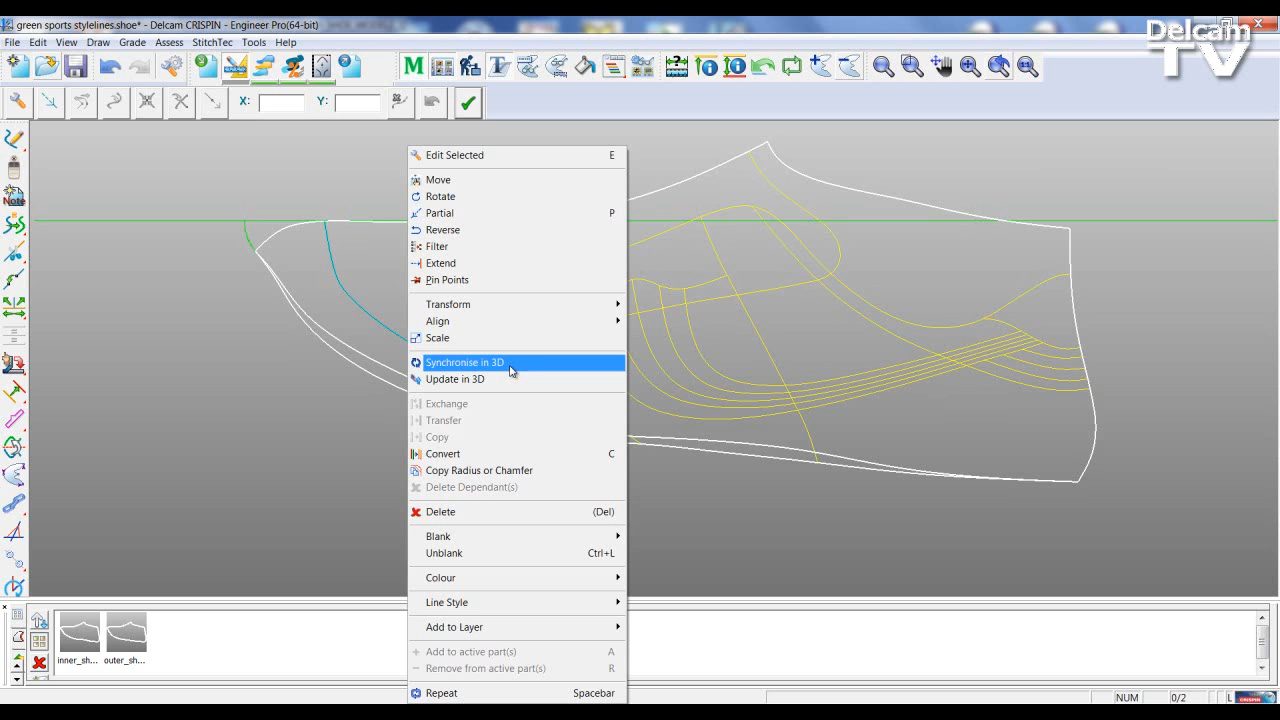 green sports stylelines.shoe* - Delcam CRISPIN - Engineer Pro(64-bit)
Delcam
TV
File Edit View Draw Grade Assess StitchTec Tools Help
X: Y:
Note
Edit Selected E
Move
Rotate
Partial P
Reverse
Filter
Extend
Pin Points
Transform
Align
Scale
Synchronise in 3D
Update in 3D
Exchange
Transfer
Copy
Convert C
Copy Radius or Chamfer
Delete Dependant(s)
Delete (Del)
Blank
Unblank Ctrl+L
Colour
Line Style
Add to Layer
Add to active part(s) A
Remove from active part(s) R
Repeat Spacebar
inner_sh... outer_sh...
NUM 0/2 L CRISPIN